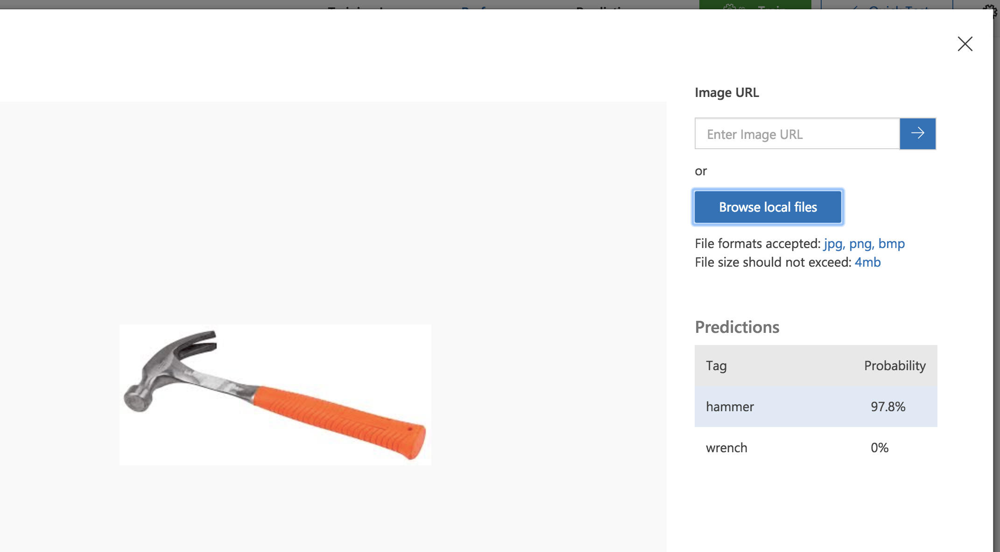 Image URL
Enter Image URL
or
Browse local files
File formats accepted: jpg, png, bmp
File size should not exceed: 4mb
Predictions
Tag Probability
hammer 97.8%
wrench 0%